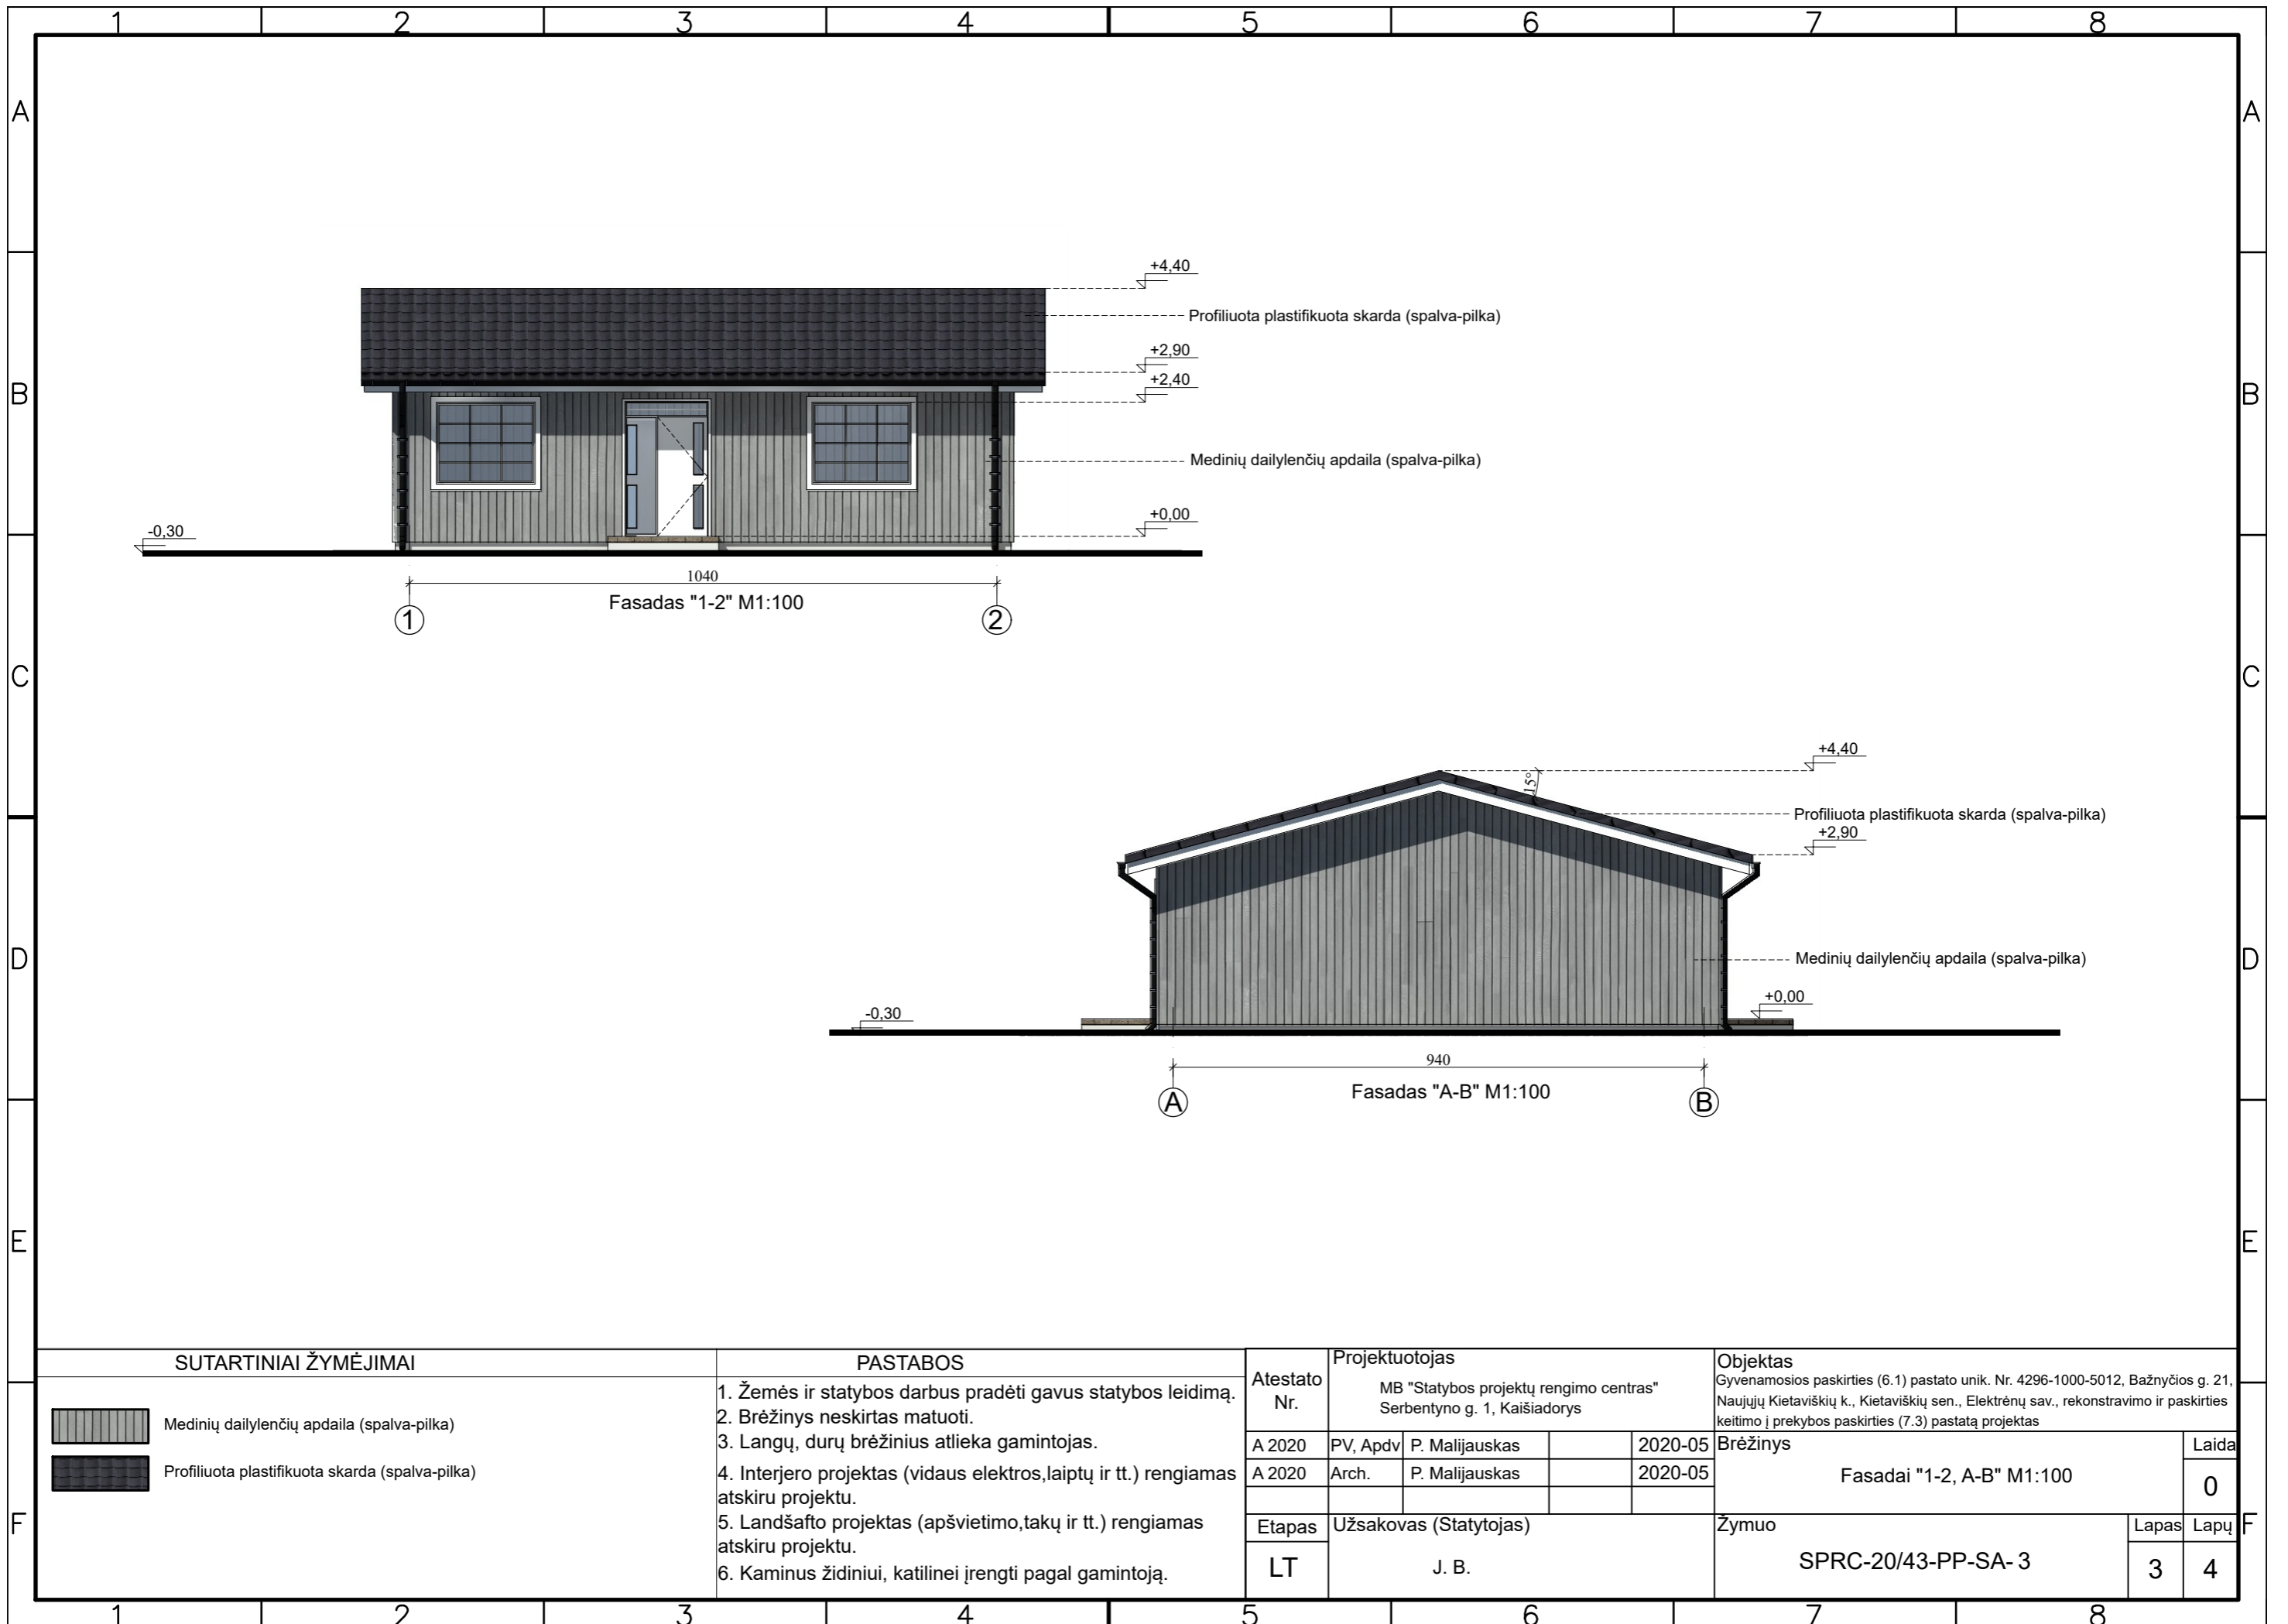 1 2 3 4 5 6 7 8
A A
B B
C C
D D
E E
F F
+4,40
Profiliuota plastifikuota skarda (spalva-pilka)
+2,90
+2,40
Medinių dailylenčių apdaila (spalva-pilka)
+0,00
-0,30
1040
Fasadas "1-2" M1:100
1 2
+4,40
15°
Profiliuota plastifikuota skarda (spalva-pilka)
+2,90
Medinių dailylenčių apdaila (spalva-pilka)
+0,00
-0,30
940
Fasadas "A-B" M1:100
A B
SUTARTINIAI ŽYMĖJIMAI
Medinių dailylenčių apdaila (spalva-pilka)
Profiliuota plastifikuota skarda (spalva-pilka)
PASTABOS
1. Žemės ir statybos darbus pradėti gavus statybos leidimą.
2. Brėžinys neskirtas matuoti.
3. Langų, durų brėžinius atlieka gamintojas.
4. Interjero projektas (vidaus elektros,laiptų ir tt.) rengiamas
atskiru projektu.
5. Landšafto projektas (apšvietimo,takų ir tt.) rengiamas
atskiru projektu.
6. Kaminus židiniui, katilinei įrengti pagal gamintoją.
Atestato
Nr.
Projektuotojas
MB "Statybos projektų rengimo centras"
Serbentyno g. 1, Kaišiadorys
A 2020 PV, Apdv P. Malijauskas 2020-05
A 2020 Arch. P. Malijauskas 2020-05
Etapas
LT
Užsakovas (Statytojas)
J. B.
Objektas
Gyvenamosios paskirties (6.1) pastato unik. Nr. 4296-1000-5012, Bažnyčios g. 21,
Naujųjų Kietaviškių k., Kietaviškių sen., Elektrėnų sav., rekonstravimo ir paskirties
keitimo į prekybos paskirties (7.3) pastatą projektas
Brėžinys
Fasadai "1-2, A-B" M1:100
Laida
0
Žymuo
SPRC-20/43-PP-SA- 3
Lapas Lapų
3 4
1 2 3 4 5 6 7 8